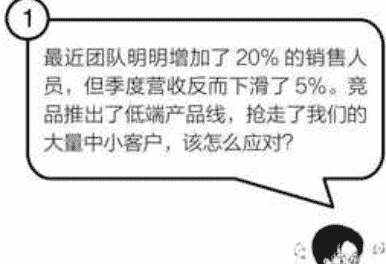 1
最近团队明明增加了 20% 的销售人
员，但季度营收反而下滑了 5%。竞
品推出了低端产品线，抢走了我们的
大量中小客户，该怎么应对？